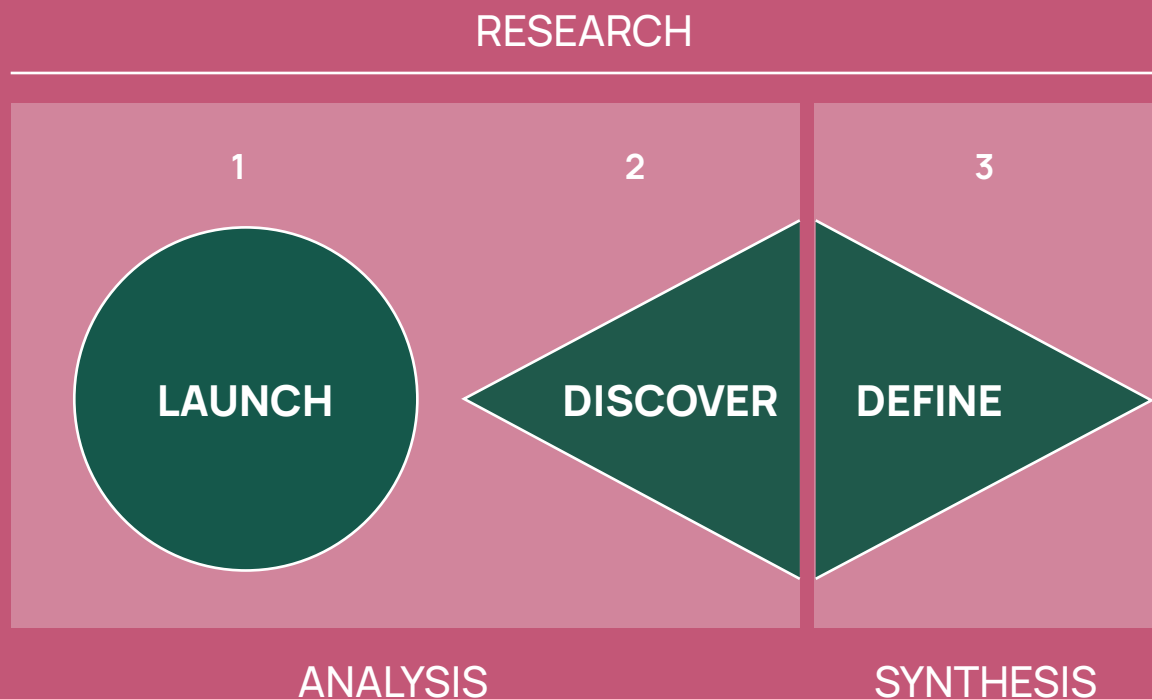 RESEARCH
1
2
3
LAUNCH
DISCOVER
DEFINE
ANALYSIS
SYNTHESIS